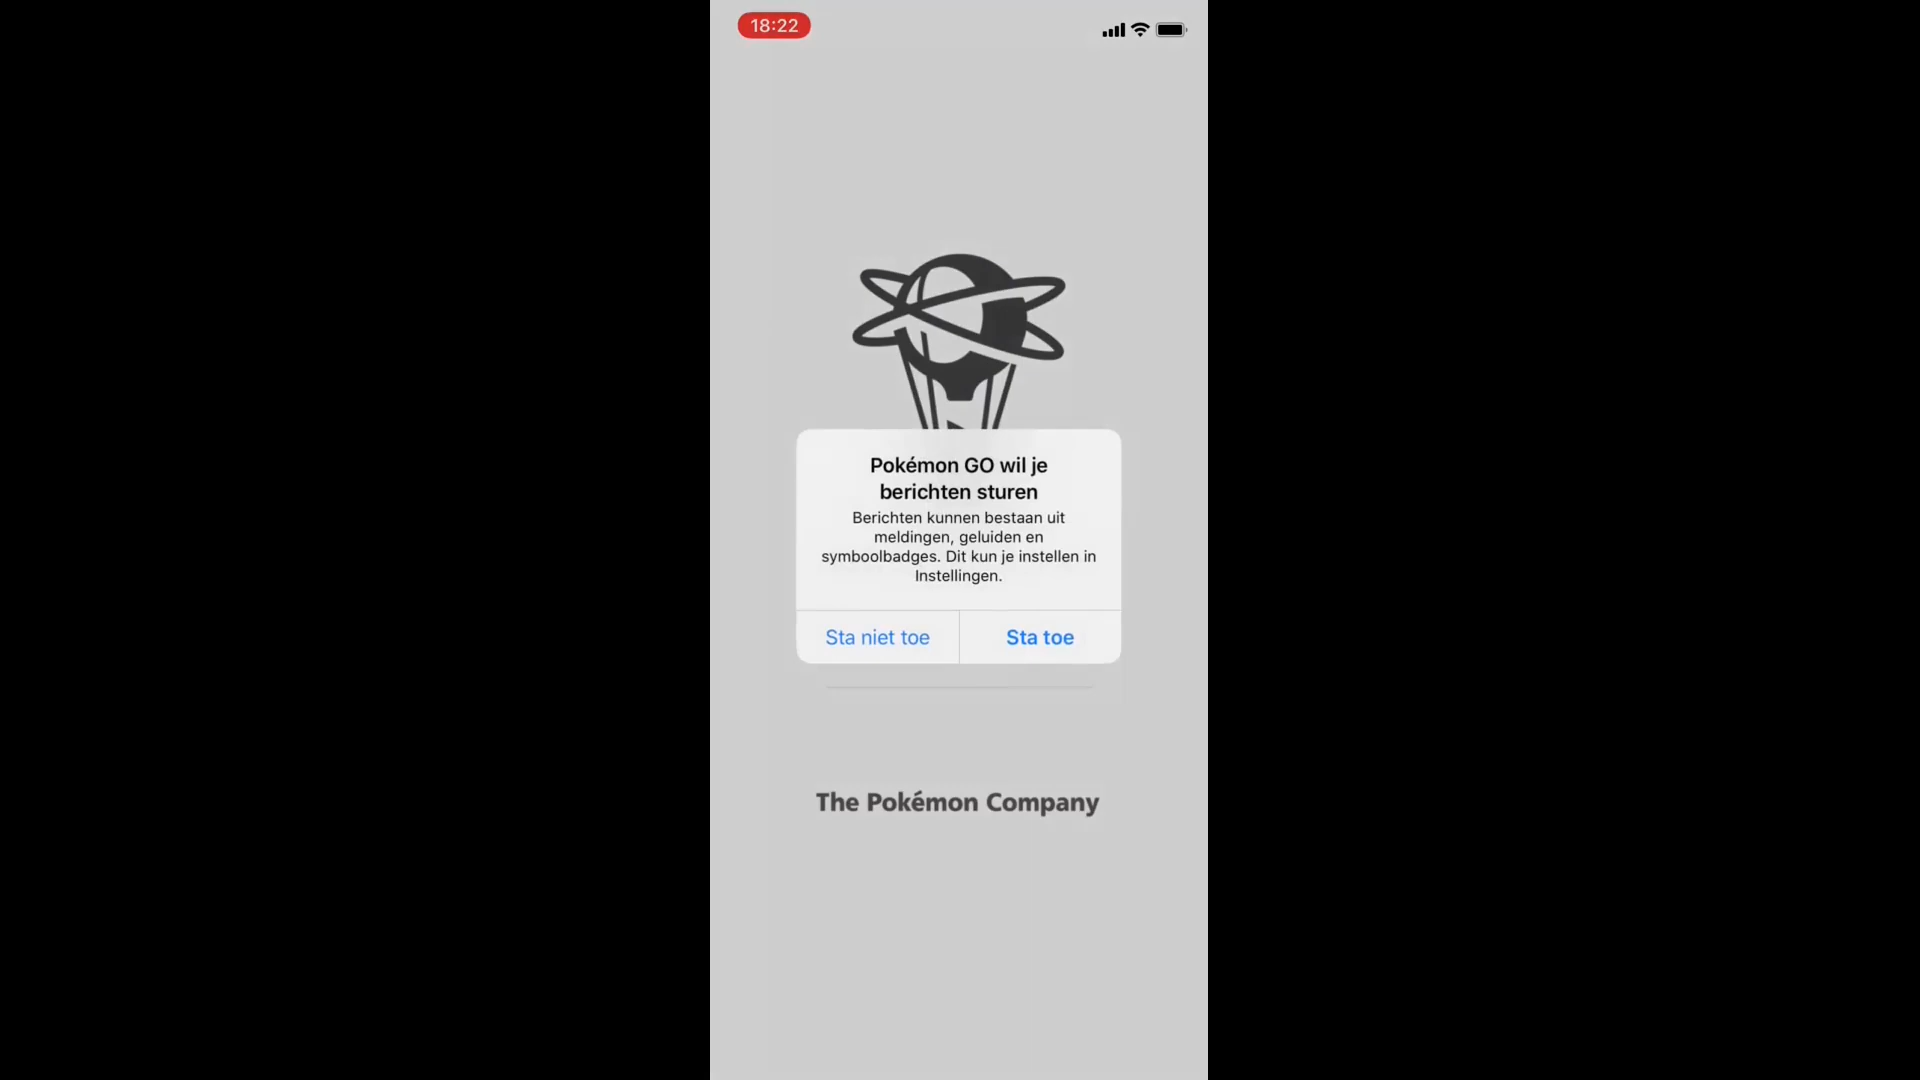 18:22
Pokémon GO wil je
berichten sturen
Berichten kunnen bestaan uit
meldingen, geluiden en
symboolbadges. Dit kun je instellen in
Instellingen.
Sta niet toe
Sta toe
The Pokémon Company